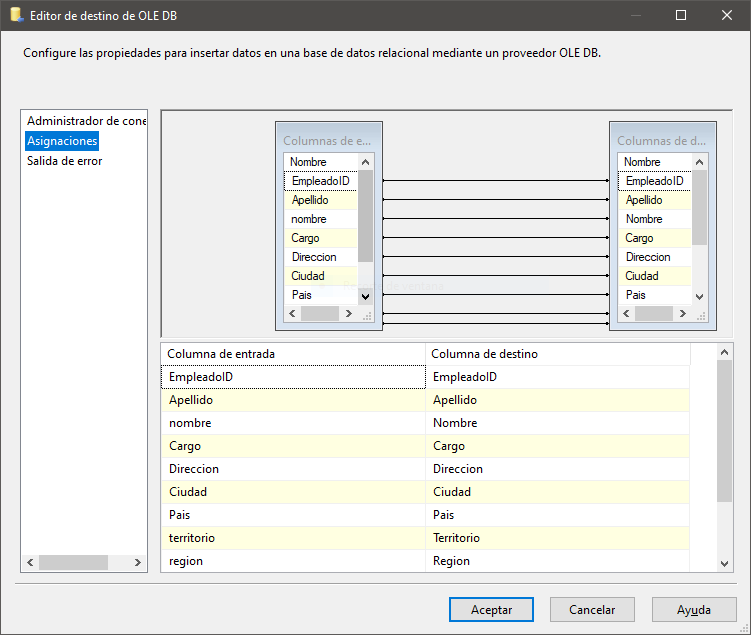 Editor de destino de OLE DB
Configure las propiedades para insertar datos en una base de datos relacional mediante un proveedor OLE DB.
Administrador de cone
Asignaciones
Salida de error
Columnas de e...
Nombre
EmpleadoID
Apellido
nombre
Cargo
Direccion
Ciudad
Pais
Columnas de d...
Nombre
EmpleadoID
Apellido
Nombre
Cargo
Direccion
Ciudad
Pais
Columna de entrada Columna de destino
EmpleadoID EmpleadoID
Apellido Apellido
nombre Nombre
Cargo Cargo
Direccion Direccion
Ciudad Ciudad
Pais Pais
territorio Territorio
region Region
Aceptar Cancelar Ayuda